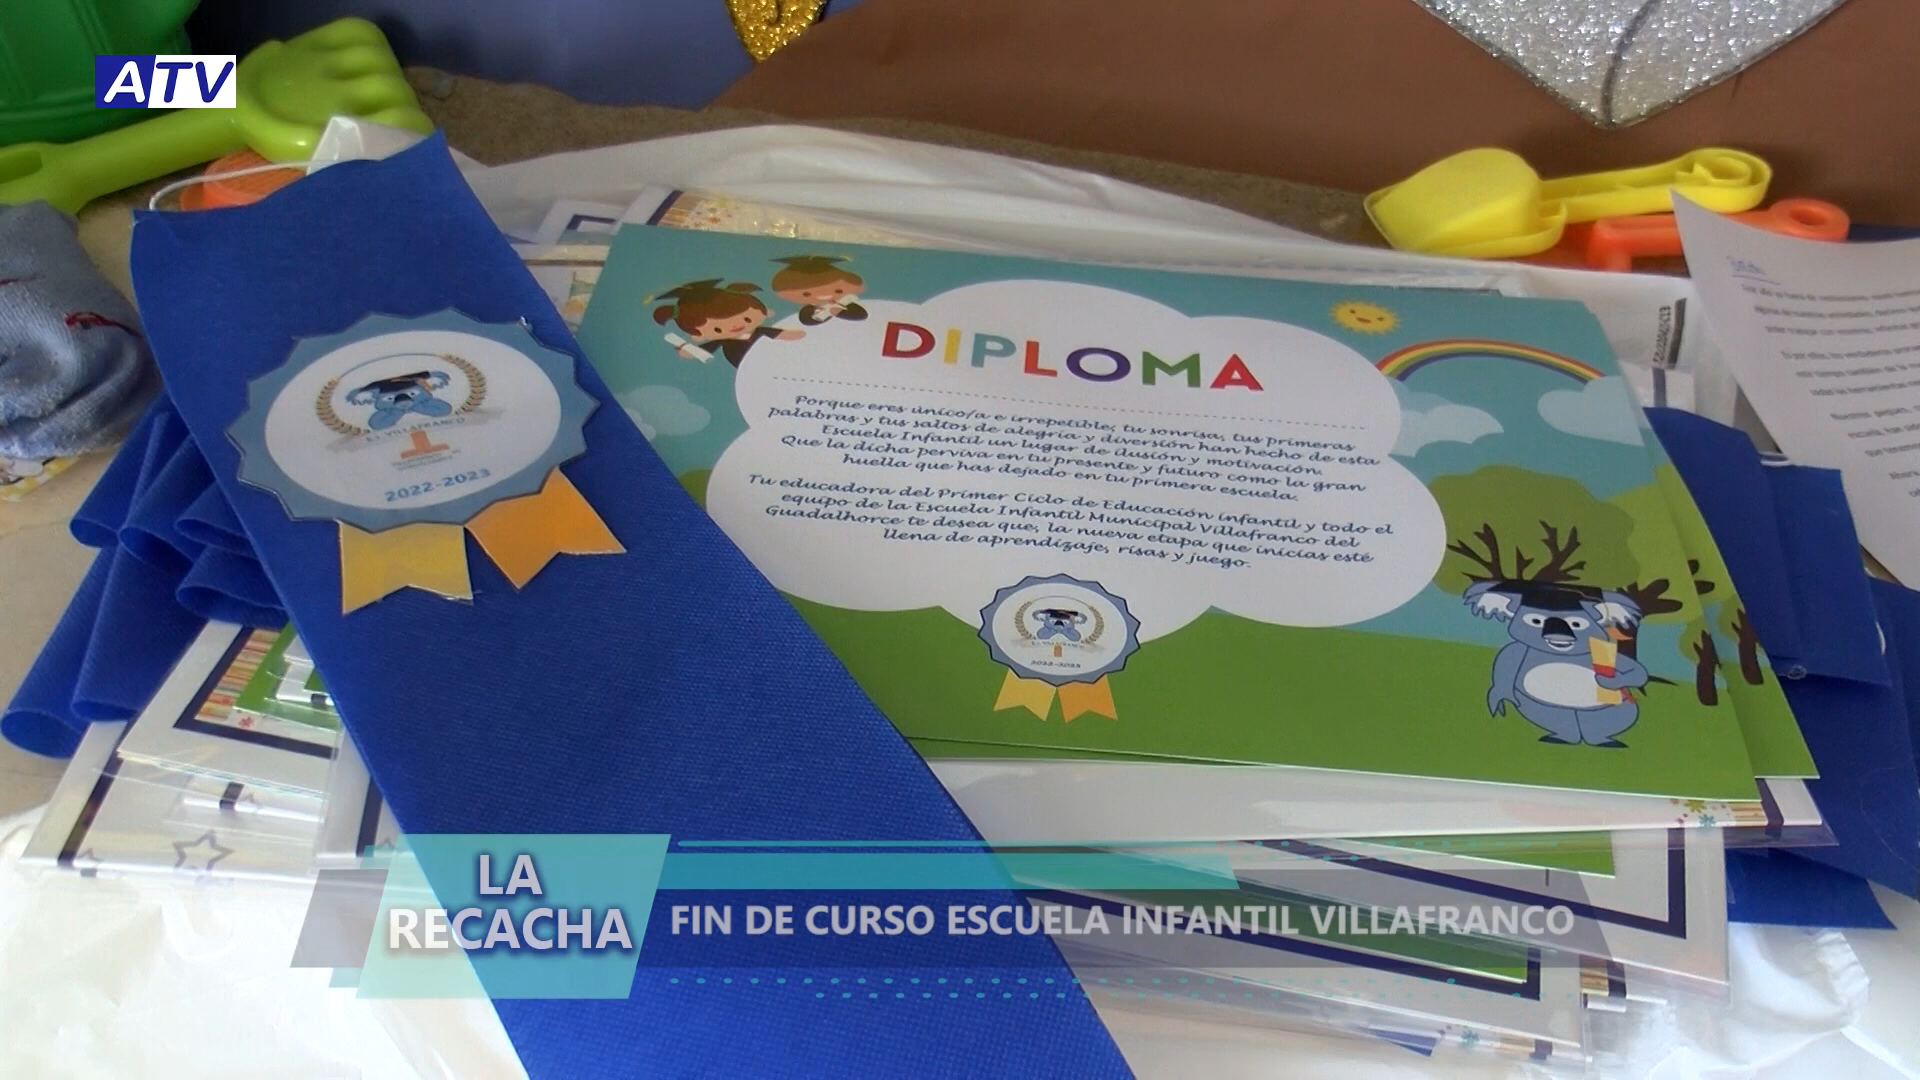 ATV
E.I. VILLAFRANCO
2022-2023
DIPLOMA
Porque eres único/a e irrepetible, tu sonrisa, tus primeras
palabras y tus saltos de alegría y diversión han hecho de esta
Escuela Infantil un lugar de ilusión y motivación.
Que la dicha perviva en tu presente y futuro como la gran
huella que has dejado en tu primera escuela.
Tu educadora del Primer Ciclo de Educación infantil y todo el
equipo de la Escuela Infantil Municipal Villafranco del
Guadalhorce te desea que, la nueva etapa que inicias esté
llena de aprendizaje, risas y juego.
E.I. VILLAFRANCO
2022-2023
LA
RECACHA
FIN DE CURSO ESCUELA INFANTIL VILLAFRANCO